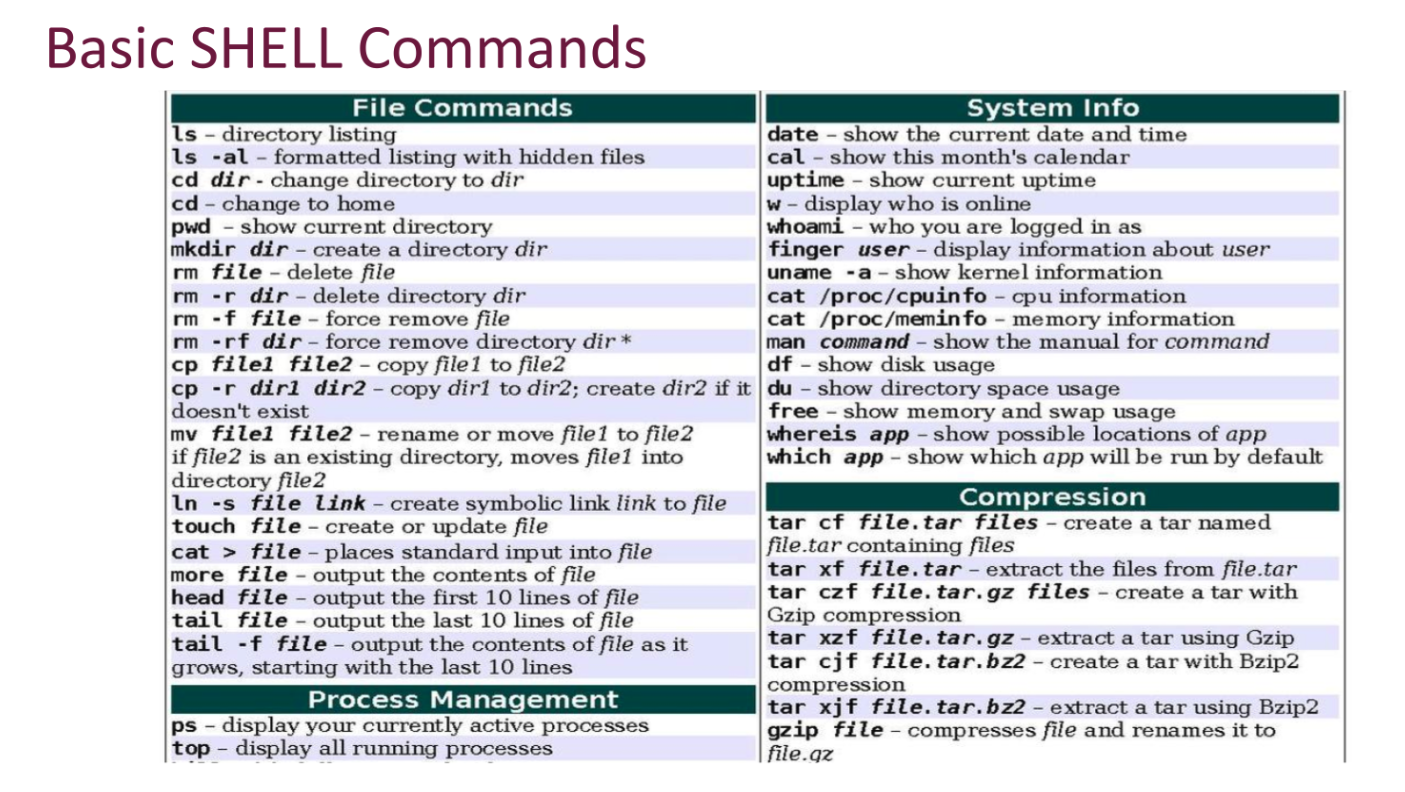 Basic SHELL Commands
File Commands
ls – directory listing
ls -al – formatted listing with hidden files
cd dir - change directory to dir
cd – change to home
pwd – show current directory
mkdir dir – create a directory dir
rm file – delete file
rm -r dir – delete directory dir
rm -f file – force remove file
rm -rf dir – force remove directory dir *
cp file1 file2 – copy file1 to file2
cp -r dir1 dir2 – copy dir1 to dir2; create dir2 if it
doesn't exist
mv file1 file2 – rename or move file1 to file2
if file2 is an existing directory, moves file1 into
directory file2
ln -s file link – create symbolic link link to file
touch file – create or update file
cat > file – places standard input into file
more file – output the contents of file
head file – output the first 10 lines of file
tail file – output the last 10 lines of file
tail -f file – output the contents of file as it
grows, starting with the last 10 lines
Process Management
ps – display your currently active processes
top – display all running processes
System Info
date – show the current date and time
cal – show this month's calendar
uptime – show current uptime
w – display who is online
whoami – who you are logged in as
finger user – display information about user
uname -a – show kernel information
cat /proc/cpuinfo – cpu information
cat /proc/meminfo – memory information
man command – show the manual for command
df – show disk usage
du – show directory space usage
free – show memory and swap usage
whereis app – show possible locations of app
which app – show which app will be run by default
Compression
tar cf file.tar files – create a tar named
file.tar containing files
tar xf file.tar – extract the files from file.tar
tar czf file.tar.gz files – create a tar with
Gzip compression
tar xzf file.tar.gz – extract a tar using Gzip
tar cjf file.tar.bz2 – create a tar with Bzip2
compression
tar xjf file.tar.bz2 – extract a tar using Bzip2
gzip file – compresses file and renames it to
file.gz